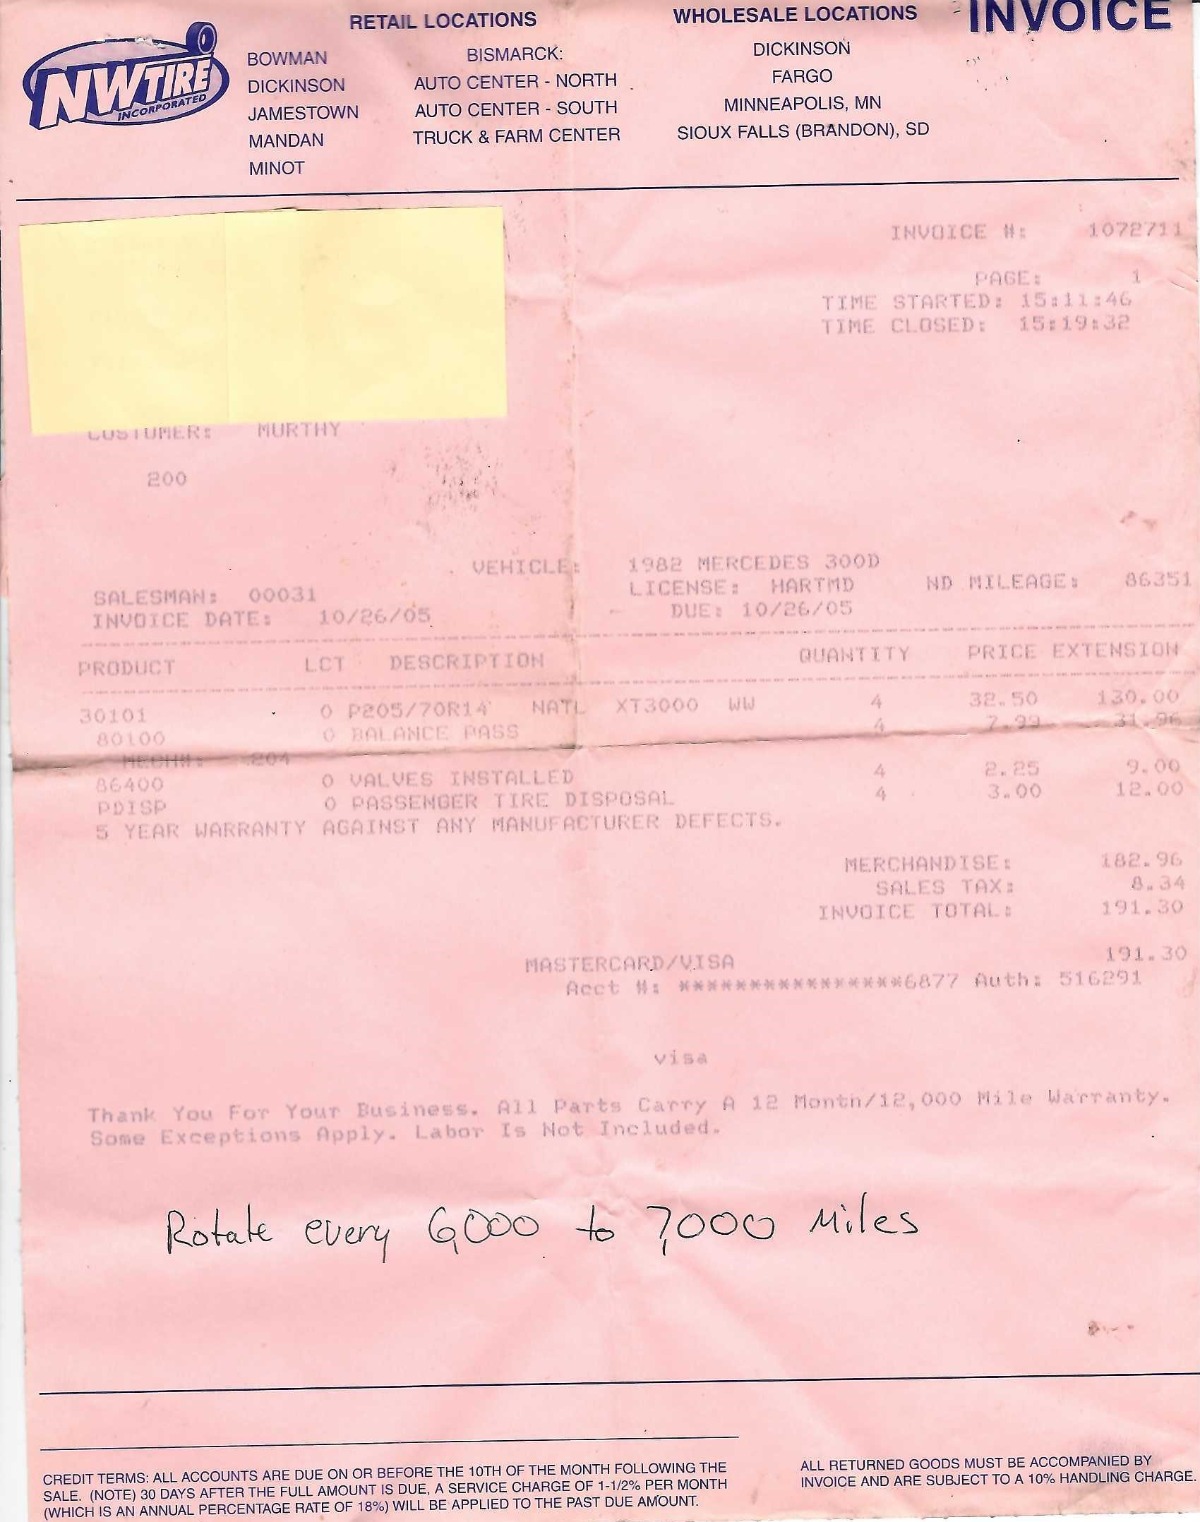 NWTIRE
INCORPORATED
RETAIL LOCATIONS
BOWMAN
DICKINSON
JAMESTOWN
MANDAN
MINOT
BISMARCK:
AUTO CENTER - NORTH
AUTO CENTER - SOUTH
TRUCK & FARM CENTER
WHOLESALE LOCATIONS
DICKINSON
FARGO
MINNEAPOLIS, MN
SIOUX FALLS (BRANDON), SD
INVOICE
INVOICE #: 1072711
PAGE: 1
TIME STARTED: 15:11:46
TIME CLOSED: 15:19:32
CUSTOMER: MURTHY
200
VEHICLE: 1982 MERCEDES 300D
LICENSE: HARTMD ND MILEAGE: 86351
SALESMAN: 00031
INVOICE DATE: 10/26/05 DUE: 10/26/05
PRODUCT LCT DESCRIPTION QUANTITY PRICE EXTENSION
30101 0 P205/70R14 NATL XT3000 WW 4 32.50 130.00
80100 0 BALANCE PASS 4 7.99 31.96
MECH#: 204
86400 0 VALVES INSTALLED 4 2.25 9.00
PDISP 0 PASSENGER TIRE DISPOSAL 4 3.00 12.00
5 YEAR WARRANTY AGAINST ANY MANUFACTURER DEFECTS.
MERCHANDISE: 182.96
SALES TAX: 8.34
INVOICE TOTAL: 191.30
MASTERCARD/VISA 191.30
Acct #: ****************6877 Auth: 516291
visa
Thank You For Your Business. All Parts Carry A 12 Month/12,000 Mile Warranty.
Some Exceptions Apply. Labor Is Not Included.
Rotate every 6,000 to 7,000 Miles
CREDIT TERMS: ALL ACCOUNTS ARE DUE ON OR BEFORE THE 10TH OF THE MONTH FOLLOWING THE
SALE. (NOTE) 30 DAYS AFTER THE FULL AMOUNT IS DUE, A SERVICE CHARGE OF 1-1/2% PER MONTH
(WHICH IS AN ANNUAL PERCENTAGE RATE OF 18%) WILL BE APPLIED TO THE PAST DUE AMOUNT.
ALL RETURNED GOODS MUST BE ACCOMPANIED BY
INVOICE AND ARE SUBJECT TO A 10% HANDLING CHARGE.